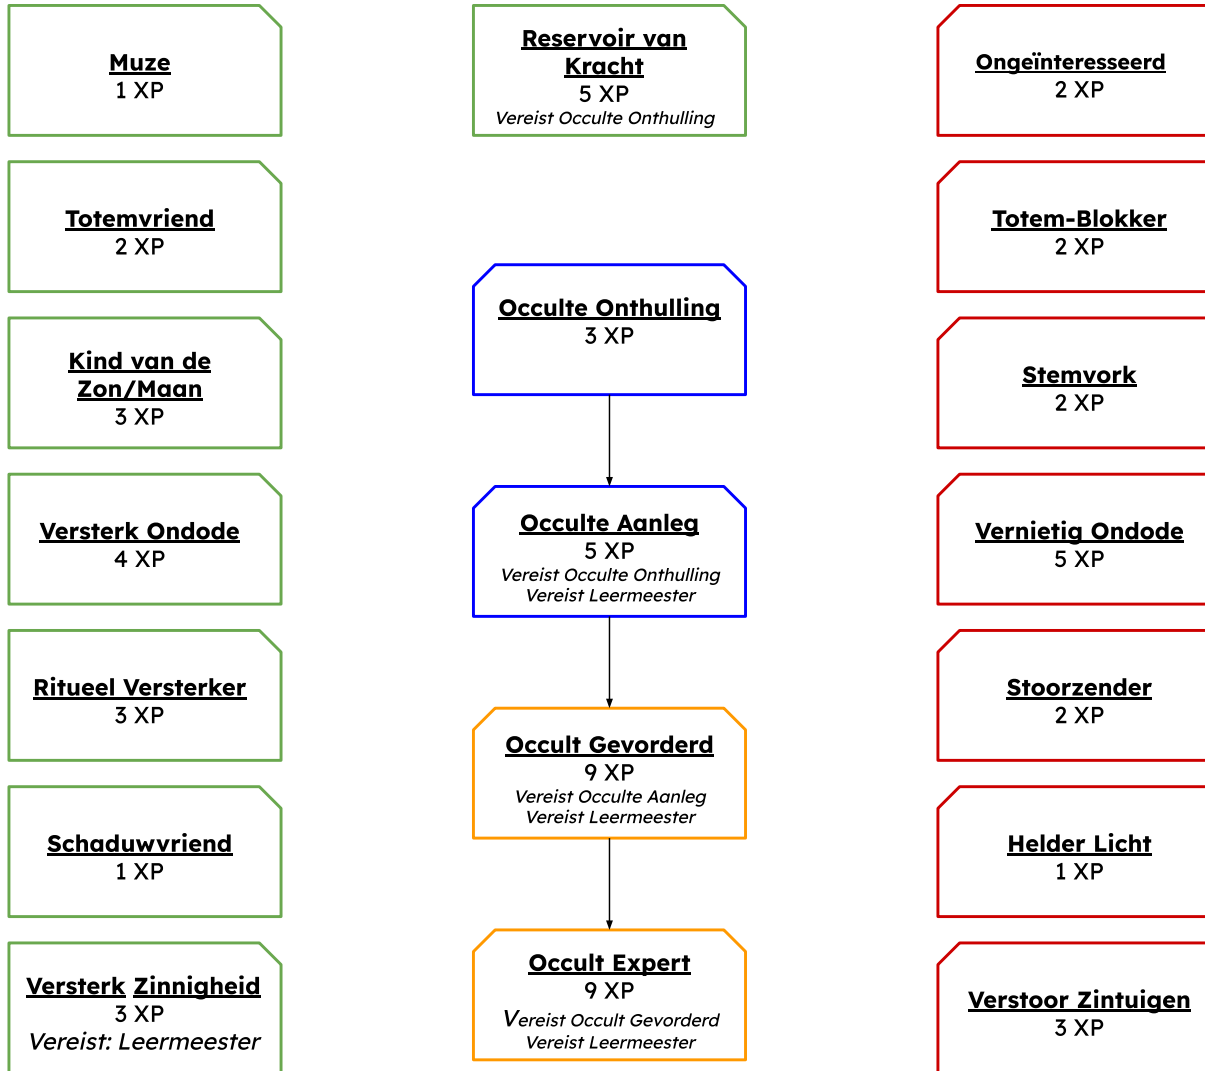 Muze
1 XP
Totemvriend
2 XP
Kind van de
Zon/Maan
3 XP
Versterk Ondode
4 XP
Ritueel Versterker
3 XP
Schaduwvriend
1 XP
Versterk Zinnigheid
3 XP
Vereist: Leermeester
Reservoir van
Kracht
5 XP
Vereist Occulte Onthulling
Occulte Onthulling
3 XP
Occulte Aanleg
5 XP
Vereist Occulte Onthulling
Vereist Leermeester
Occult Gevorderd
9 XP
Vereist Occulte Aanleg
Vereist Leermeester
Occult Expert
9 XP
Vereist Occult Gevorderd
Vereist Leermeester
Ongeïnteresseerd
2 XP
Totem-Blokker
2 XP
Stemvork
2 XP
Vernietig Ondode
5 XP
Stoorzender
2 XP
Helder Licht
1 XP
Verstoor Zintuigen
3 XP